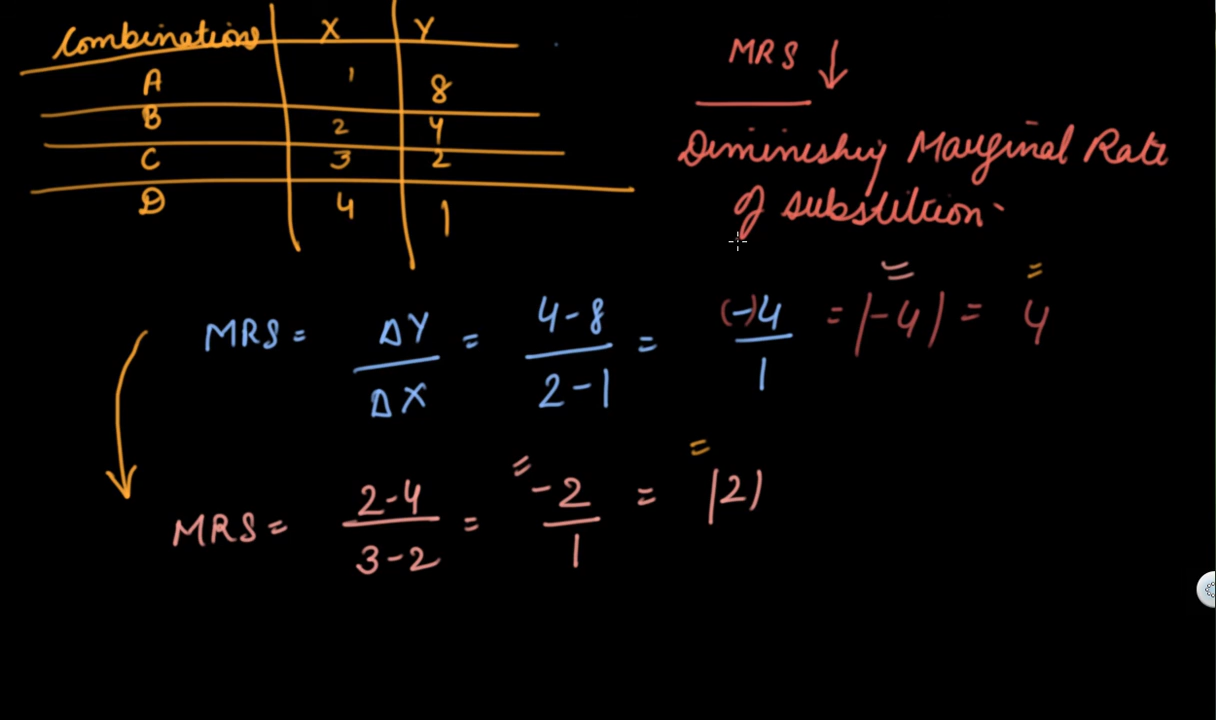 Combinations X Y
A 1 8
B 2 4
C 3 2
D 4 1
MRS ↓
Diminishing Marginal Rate
of substitution.
MRS = ΔY/ΔX = 4-8/2-1 = (-)4/1 = |-4| = 4
MRS = 2-4/3-2 = -2/1 = |2|